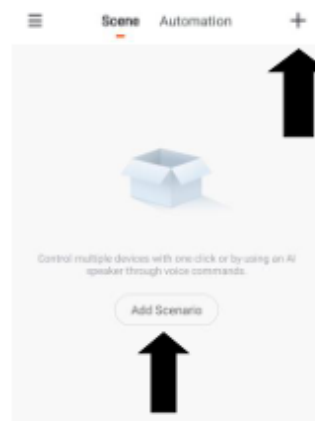 Scene Automation +
Control multiple devices with one click or by using an AI
speaker through voice commands.
Add Scenario